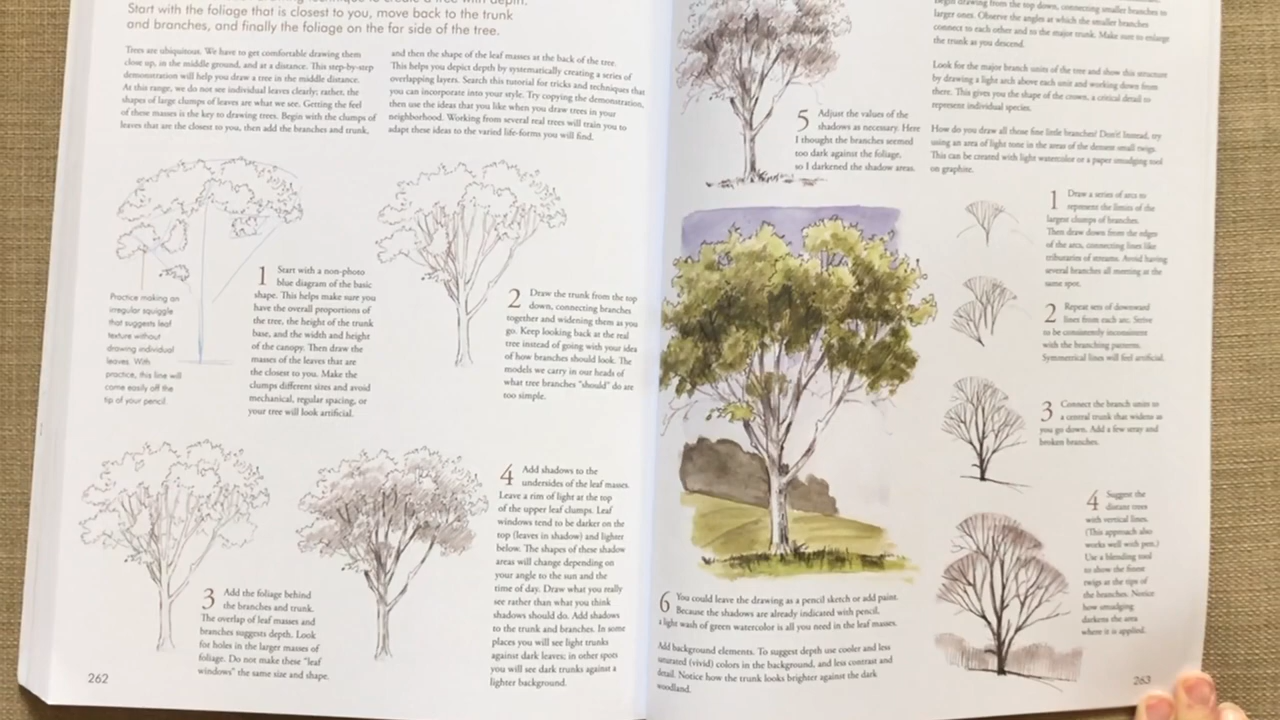 technique to create a tree with depth.
Start with the foliage that is closest to you, move back to the trunk
and branches, and finally the foliage on the far side of the tree.
Trees are ubiquitous. We have to get comfortable drawing them
close up, in the middle ground, and at a distance. This step-by-step
demonstration will help you draw a tree in the middle distance.
At this range, we do not see individual leaves clearly; rather, the
shapes of large clumps of leaves are what we see. Getting the feel
of these masses is the key to drawing trees. Begin with the clumps of
leaves that are the closest to you, then add the branches and trunk,
and then the shape of the leaf masses at the back of the tree.
This helps you depict depth by systematically creating a series of
overlapping layers. Search this tutorial for tricks and techniques that
you can incorporate into your style. Try copying the demonstration,
then use the ideas that you like when you draw trees in your
neighborhood. Working from several real trees will train you to
adapt these ideas to the varied life-forms you will find.
Practice making an
irregular squiggle
that suggests leaf
texture without
drawing individual
leaves. With
practice, this line will
come easily off the
tip of your pencil.
1 Start with a non-photo
blue diagram of the basic
shape. This helps make sure you
have the overall proportions of
the tree, the height of the trunk
base, and the width and height
of the canopy. Then draw the
masses of the leaves that are
the closest to you. Make the
clumps different sizes and avoid
mechanical, regular spacing, or
your tree will look artificial.
2 Draw the trunk from the top
down, connecting branches
together and widening them as you
go. Keep looking back at the real
tree instead of going with your idea
of how branches should look. The
models we carry in our heads of
what tree branches "should" do are
too simple.
3 Add the foliage behind
the branches and trunk.
The overlap of leaf masses and
branches suggests depth. Look
for holes in the larger masses of
foliage. Do not make these "leaf
windows" the same size and shape.
4 Add shadows to the
undersides of the leaf masses.
Leave a rim of light at the top
of the upper leaf clumps. Leaf
windows tend to be darker on the
top (leaves in shadow) and lighter
below. The shapes of these shadow
areas will change depending on
your angle to the sun and the
time of day. Draw what you really
see rather than what you think
shadows should do. Add shadows
to the trunk and branches. In some
places you will see light trunks
against dark leaves; in other spots
you will see dark trunks against a
lighter background.
262
5 Adjust the values of the
shadows as necessary. Here
I thought the branches seemed
too dark against the foliage,
so I darkened the shadow areas.
6 You could leave the drawing as a pencil sketch or add paint.
Because the shadows are already indicated with pencil,
a light wash of green watercolor is all you need in the leaf masses.
Add background elements. To suggest depth use cooler and less
saturated (vivid) colors in the background, and less contrast and
detail. Notice how the trunk looks brighter against the dark
woodland.
from the top down, connecting smaller branches to
larger ones. Observe the angles at which the smaller branches
connect to each other and to the major trunk. Make sure to enlarge
the trunk as you descend.
Look for the major branch units of the tree and show this structure
by drawing a light arch above each unit and working down from
there. This gives you the shape of the crown, a critical detail to
represent individual species.
How do you draw all those fine little branches? Don't! Instead, try
using an area of light tone in the areas of the densest small twigs.
This can be created with light watercolor or a paper smudging tool
on graphite.
1 Draw a series of arcs to
represent the limits of the
largest clumps of branches.
Then draw down from the edges
of the arcs, connecting lines like
tributaries of streams. Avoid having
several branches all meeting at the
same spot.
2 Repeat sets of downward
lines from each arc. Strive
to be consistently inconsistent
with the branching patterns.
Symmetrical lines will feel artificial.
3 Connect the branch units to
a central trunk that widens as
you go down. Add a few stray and
broken branches.
4 Suggest the
distant trees
with vertical lines.
(This approach also
works well with pen.)
Use a blending tool
to show the finest
twigs at the tips of
the branches. Notice
how smudging
darkens the area
where it is applied.
263